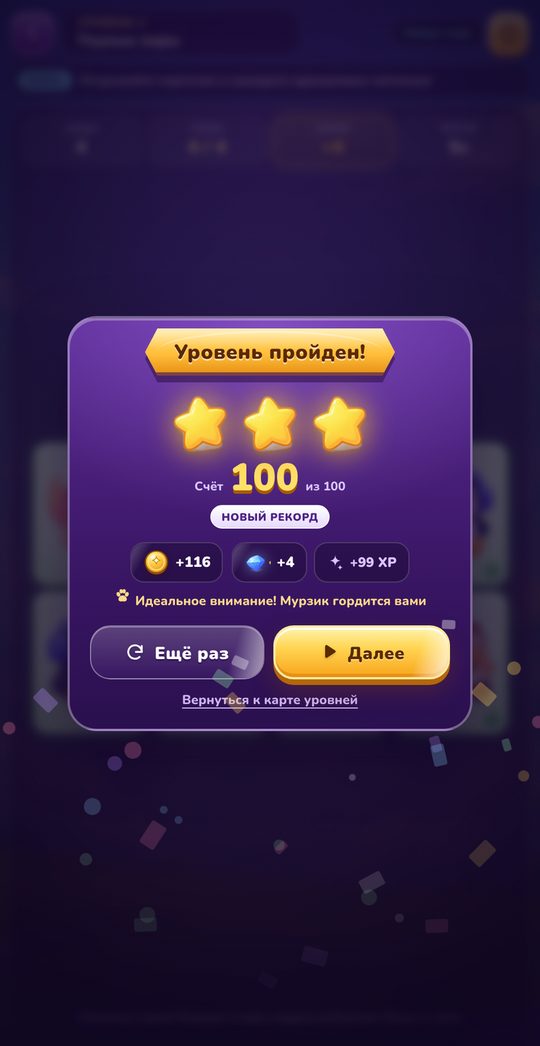 Уровень пройден!
Счёт 100 из 100
НОВЫЙ РЕКОРД
+116 +4 +99 XP
Идеальное внимание! Мурзик гордится вами
Ещё раз Далее
Вернуться к карте уровней